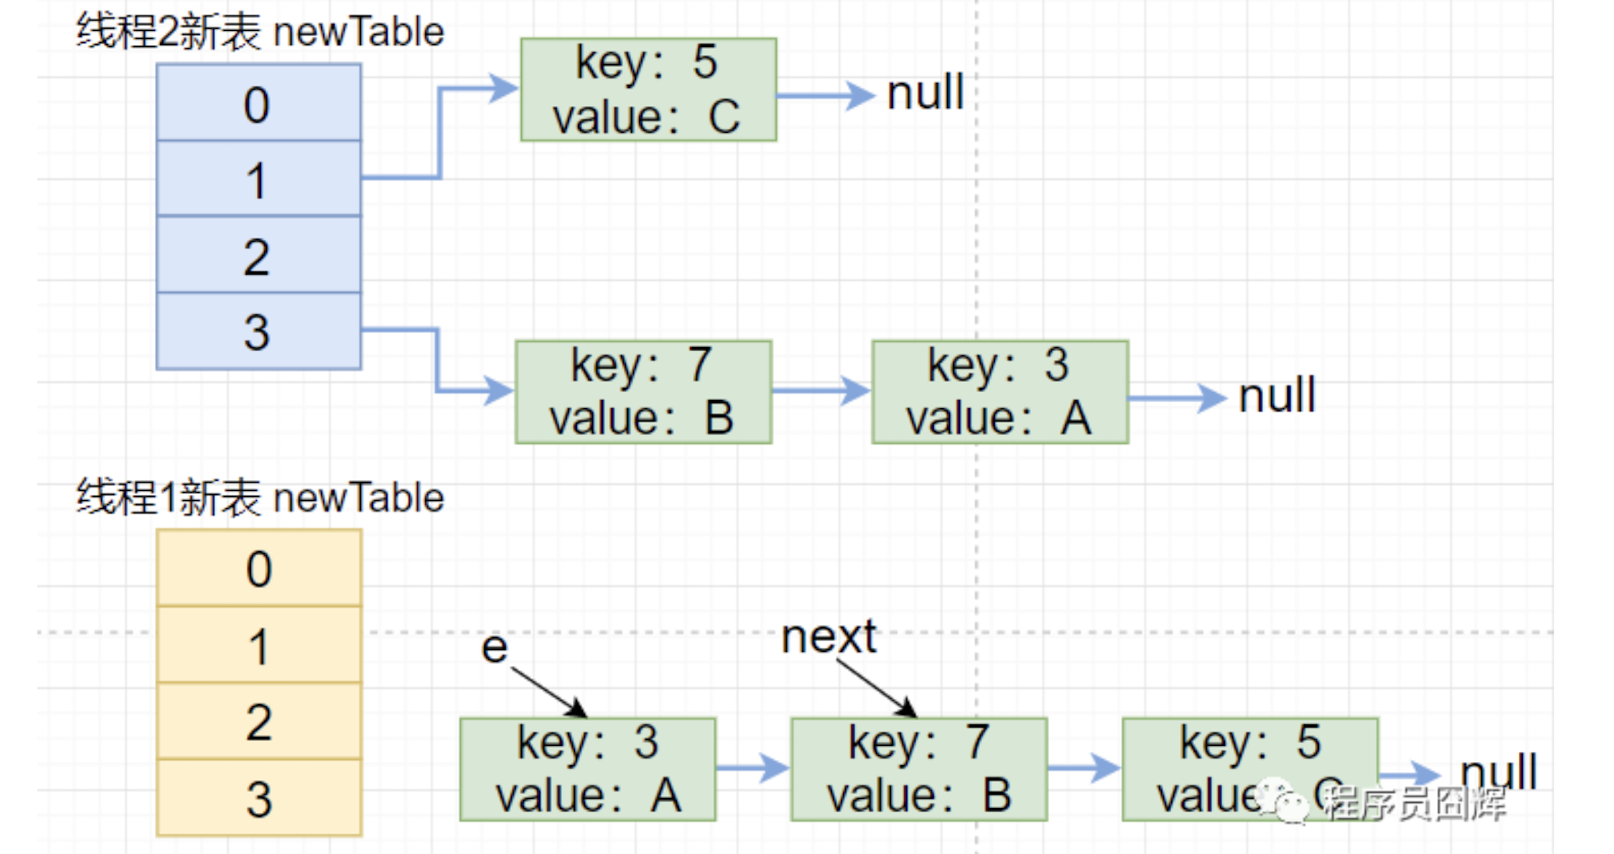 线程2新表 newTable
0
1
2
3
key: 5
value: C
null
key: 7
value: B
key: 3
value: A
null
线程1新表 newTable
0
1
2
3
e
next
key: 3
value: A
key: 7
value: B
key: 5
value: C
null
程序员囧辉